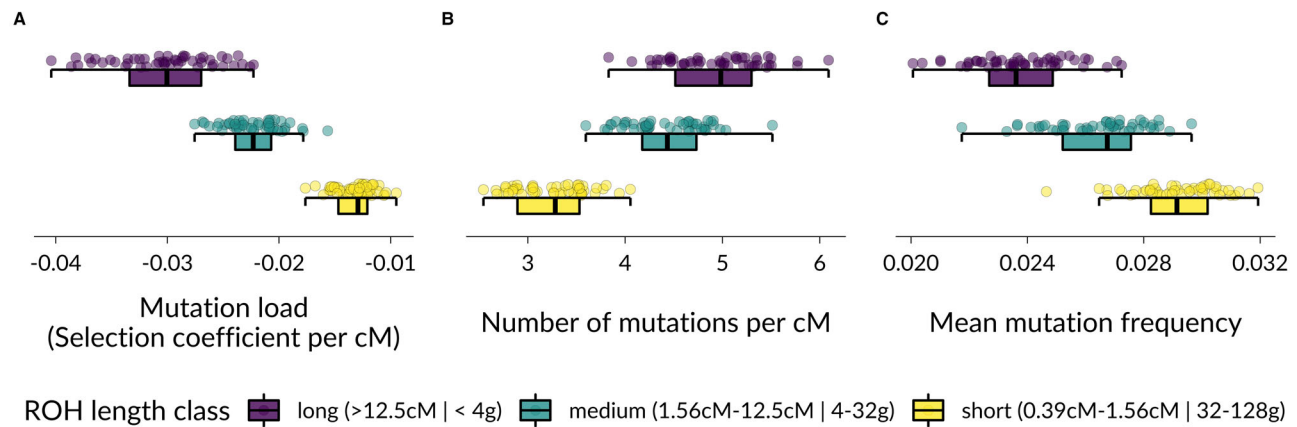 A
B
C
-0.04 -0.03 -0.02 -0.01
3 4 5 6
0.020 0.024 0.028 0.032
Mutation load
(Selection coefficient per cM)
Number of mutations per cM
Mean mutation frequency
ROH length class long (>12.5cM | < 4g) medium (1.56cM-12.5cM | 4-32g) short (0.39cM-1.56cM | 32-128g)